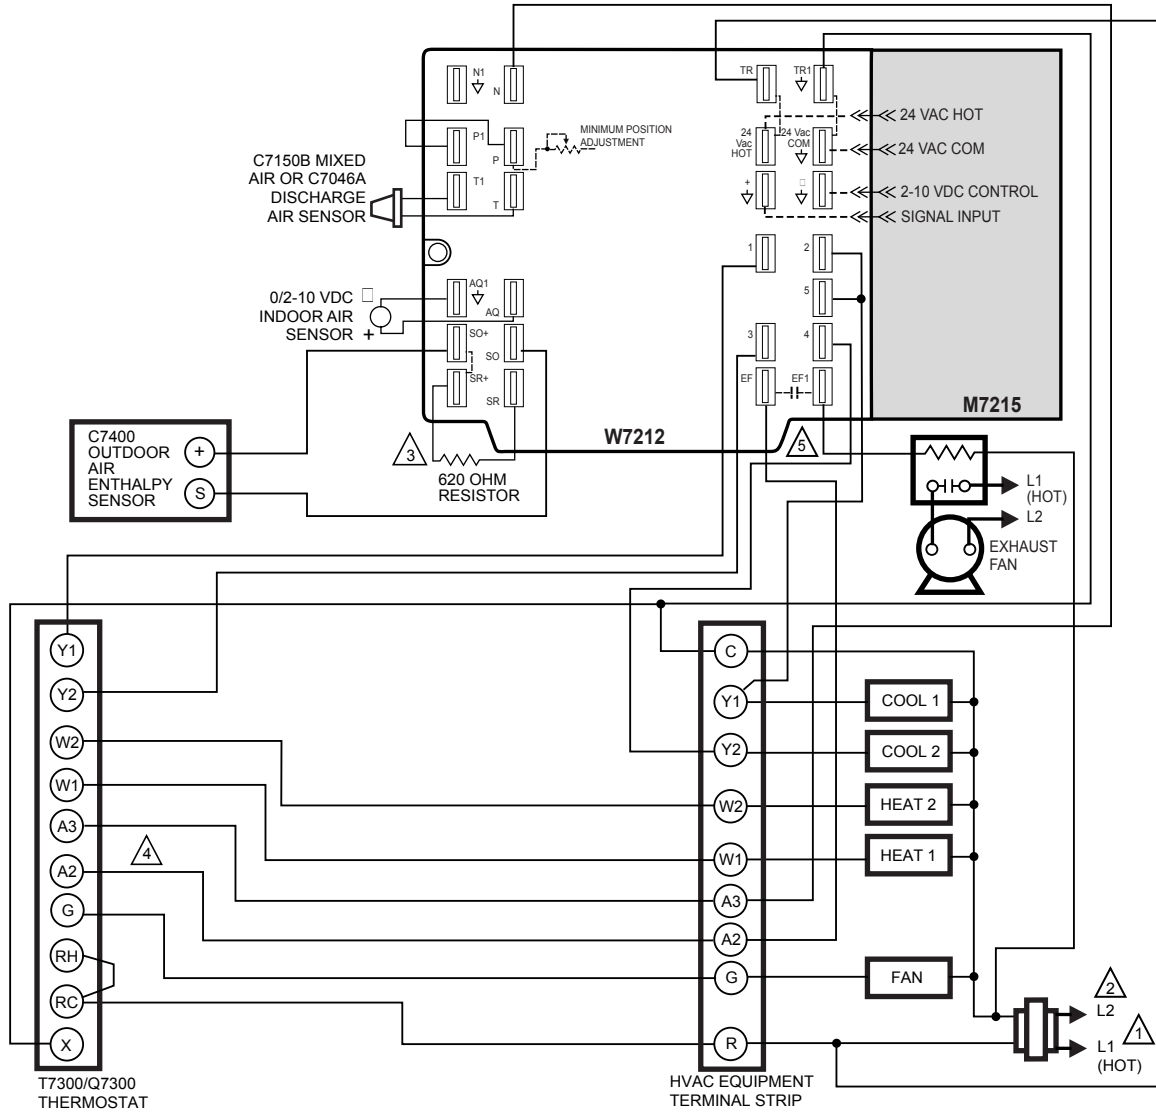 N1
N
TR
TR1
24 VAC HOT
P1
P
MINIMUM POSITION
ADJUSTMENT
24
Vac
HOT
24 Vac
COM
24 VAC COM
C7150B MIXED
AIR OR C7046A
DISCHARGE
AIR SENSOR
T1
T
+
2-10 VDC CONTROL
SIGNAL INPUT
1
2
0/2-10 VDC
INDOOR AIR
SENSOR +
AQ1
AQ
5
SO+
SO
3
4
SR+
SR
EF
EF1
M7215
W7212
C7400
OUTDOOR
AIR
ENTHALPY
SENSOR
+
S
3
620 OHM
RESISTOR
5
L1
(HOT)
L2
EXHAUST
FAN
Y1
Y2
W2
W1
A3
A2
G
RH
RC
X
4
T7300/Q7300
THERMOSTAT
C
Y1
Y2
W2
W1
A3
A2
G
R
HVAC EQUIPMENT
TERMINAL STRIP
COOL 1
COOL 2
HEAT 2
HEAT 1
FAN
2
L2
1
L1
(HOT)